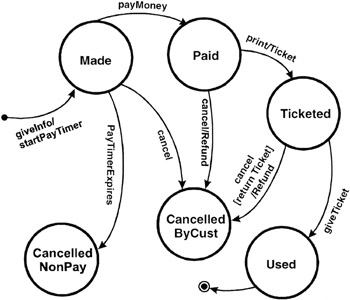 payMoney
Made
Paid
print/Ticket
giveInfo/
startPayTimer
PayTimerExpires
cancel
cancel/Refund
Ticketed
cancel
[return Ticket]
/Refund
giveTicket
Cancelled
ByCust
Cancelled
NonPay
Used